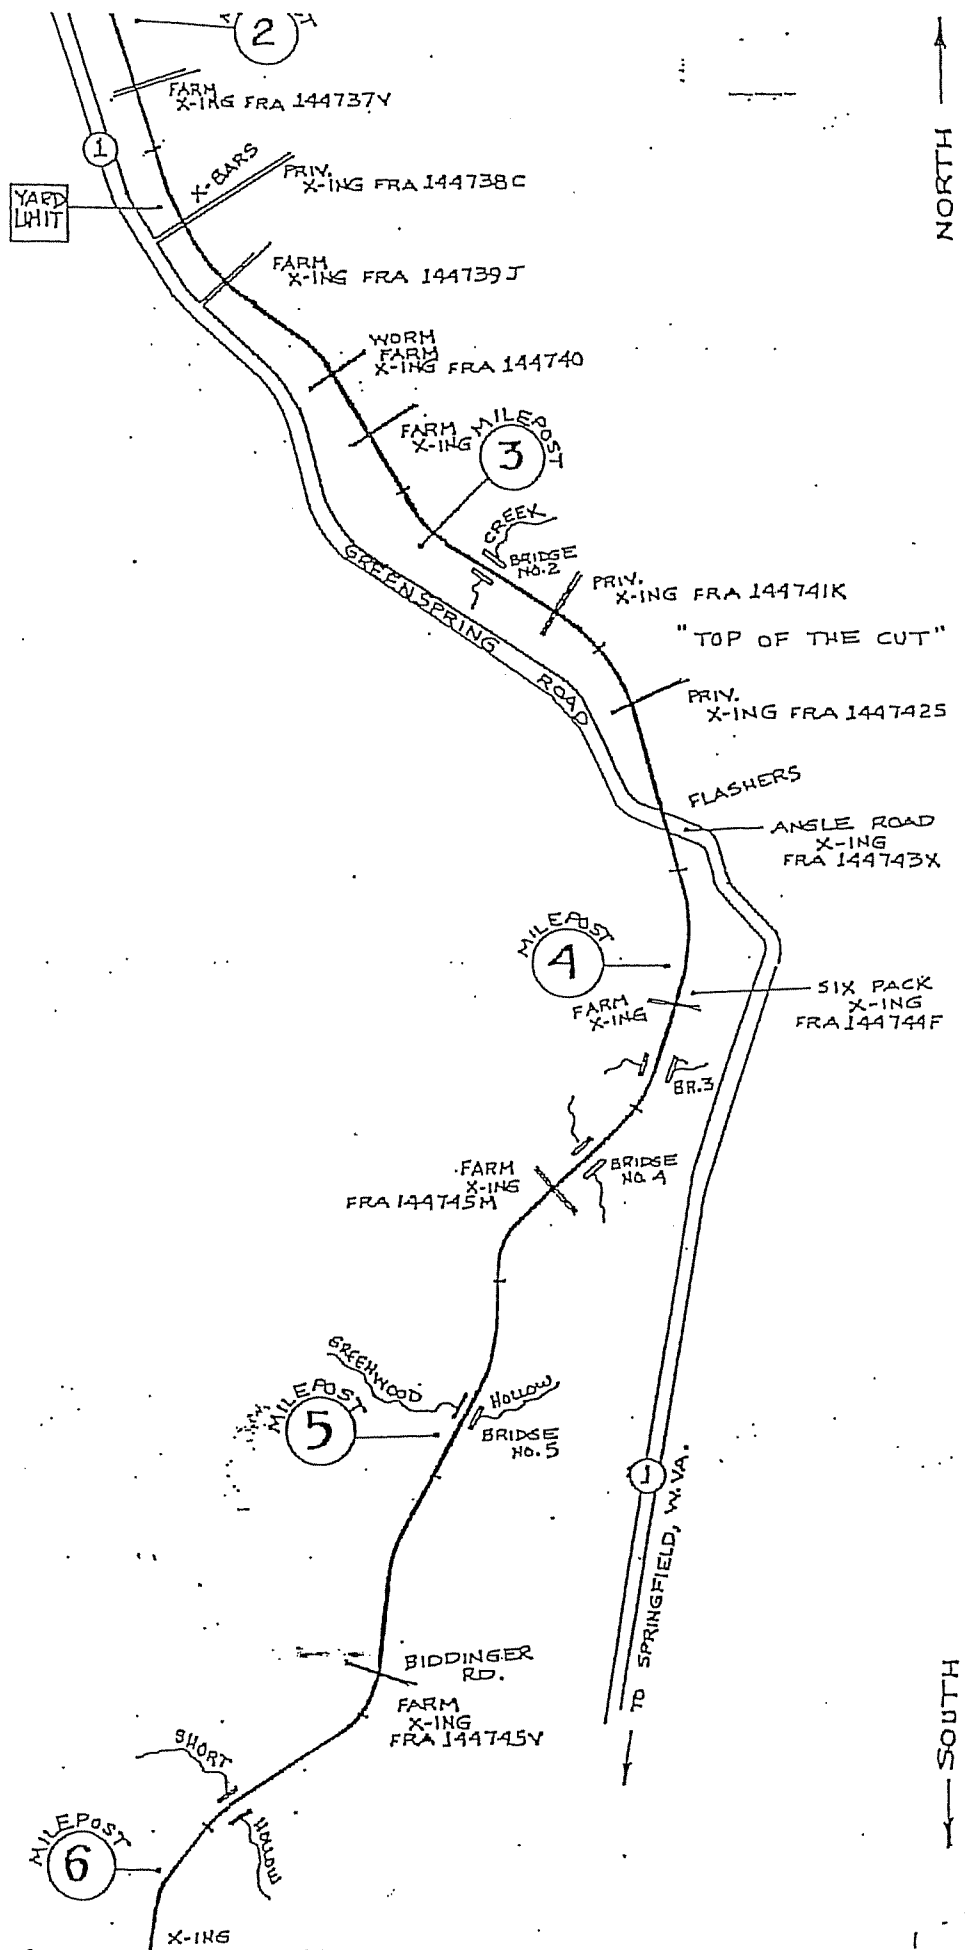 2
FARM
X-ING FRA 144737V
1
NORTH
X-BARS
PRIV.
X-ING FRA 144738C
YARD
LIMIT
FARM
X-ING FRA 144739J
WORM
FARM
X-ING FRA 144740
FARM
X-ING
MILEPOST
3
CREEK
BRIDGE
NO.2
GREENSPRING
ROAD
PRIV.
X-ING FRA 144741K
"TOP OF THE CUT"
PRIV.
X-ING FRA 144742S
FLASHERS
ANGLE ROAD
X-ING
FRA 144743X
MILEPOST
4
FARM
X-ING
SIX PACK
X-ING
FRA 144744F
BR.3
BRIDGE
NO.4
FARM
X-ING
FRA 144745M
GREENWOOD
HOLLOW
MILEPOST
5
BRIDGE
NO.5
1
TO SPRINGFIELD, W.VA.
BIDDINGER
RD.
FARM
X-ING
FRA 144745V
SOUTH
SHORT
HOLLOW
MILEPOST
6
X-ING